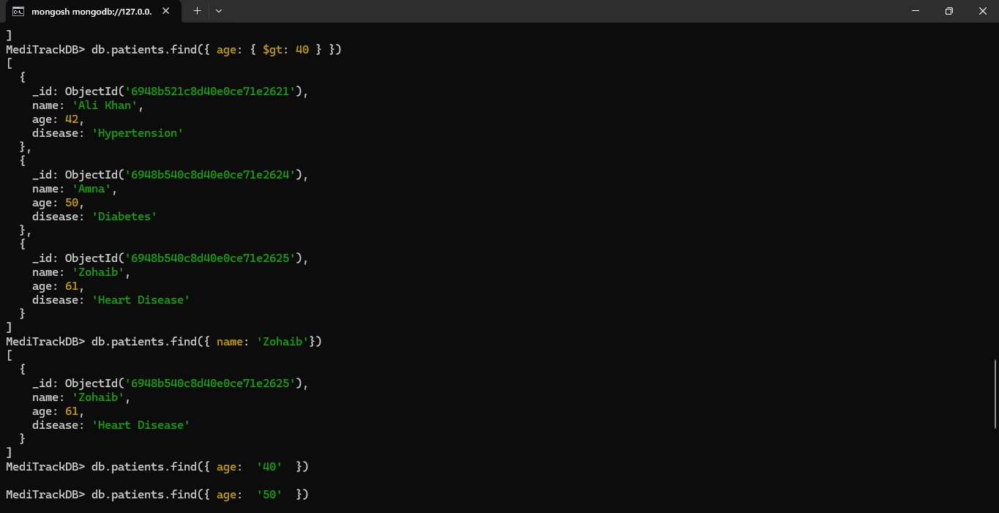 mongosh mongodb://127.0.0.
]
MediTrackDB> db.patients.find({ age: { $gt: 40 } })
[
  {
    _id: ObjectId('6948b521c8d40e0ce71e2621'),
    name: 'Ali Khan',
    age: 42,
    disease: 'Hypertension'
  },
  {
    _id: ObjectId('6948b540c8d40e0ce71e2624'),
    name: 'Amna',
    age: 50,
    disease: 'Diabetes'
  },
  {
    _id: ObjectId('6948b540c8d40e0ce71e2625'),
    name: 'Zohaib',
    age: 61,
    disease: 'Heart Disease'
  }
]
MediTrackDB> db.patients.find({ name: 'Zohaib'})
[
  {
    _id: ObjectId('6948b540c8d40e0ce71e2625'),
    name: 'Zohaib',
    age: 61,
    disease: 'Heart Disease'
  }
]
MediTrackDB> db.patients.find({ age:  '40'  })
MediTrackDB> db.patients.find({ age:  '50'  })